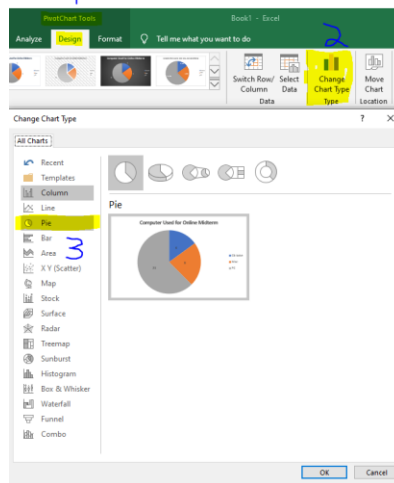 PivotChart Tools Book1 - Excel
Analyze Design Format Tell me what you want to do
2
Switch Row/ Column Select Data Change Chart Type Move Chart
Data Type Location
Change Chart Type ? X
All Charts
Recent
Templates
Column
Line
Pie
Bar
Area
3
X Y (Scatter)
Map
Stock
Surface
Radar
Treemap
Sunburst
Histogram
Box & Whisker
Waterfall
Funnel
Combo
Pie
Computer Used for Online Midterm
OK Cancel